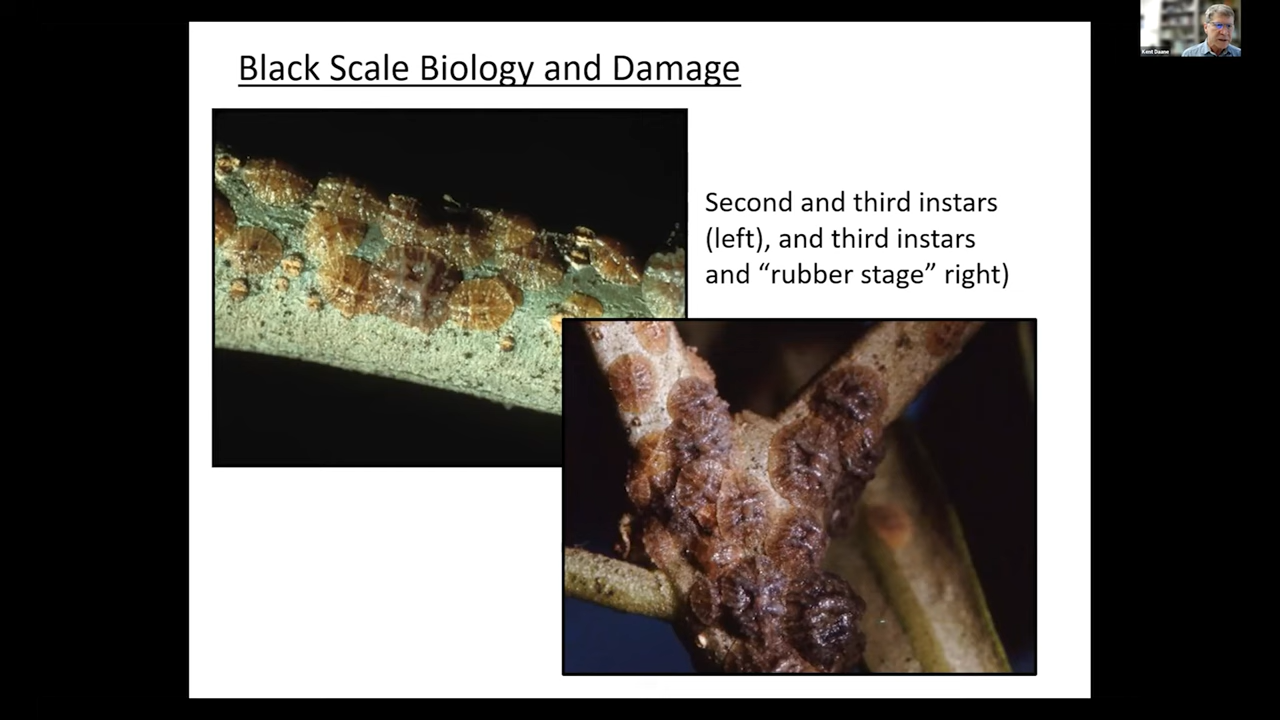 Black Scale Biology and Damage
Kent Daane
Second and third instars
(left), and third instars
and “rubber stage” right)